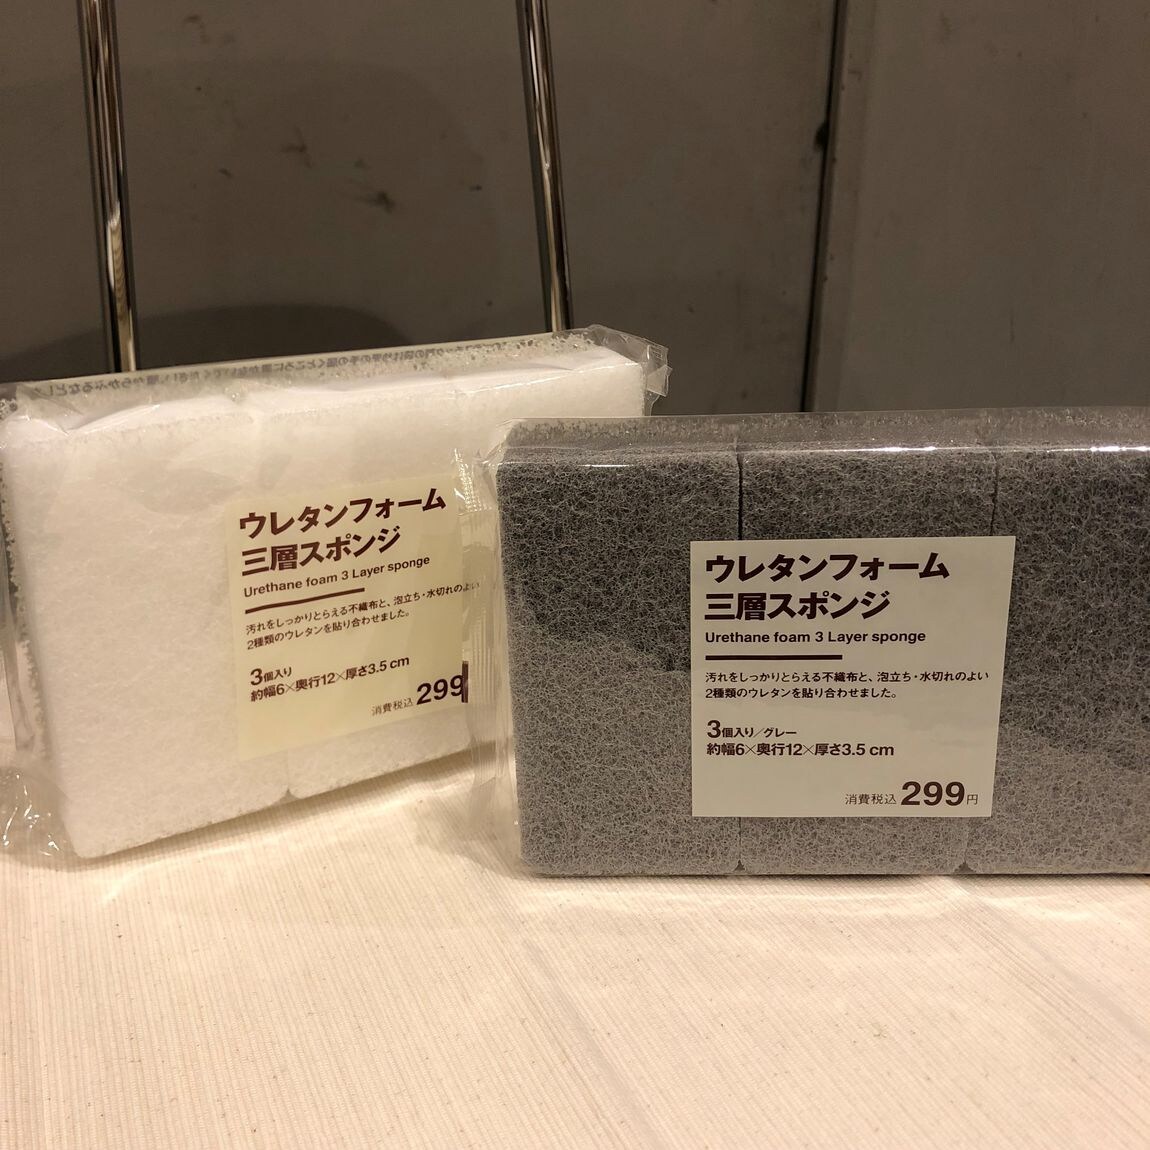 ウレタンフォーム
三層スポンジ
Urethane foam 3 Layer sponge
汚れをしっかりとらえる不織布と、泡立ち・水切れのよい
2種類のウレタンを貼り合わせました。
3個入り
約幅6×奥行12×厚さ3.5 cm
消費税込 299
ウレタンフォーム
三層スポンジ
Urethane foam 3 Layer sponge
汚れをしっかりとらえる不織布と、泡立ち・水切れのよい
2種類のウレタンを貼り合わせました。
3個入り／グレー
約幅6×奥行12×厚さ3.5 cm
消費税込 299円